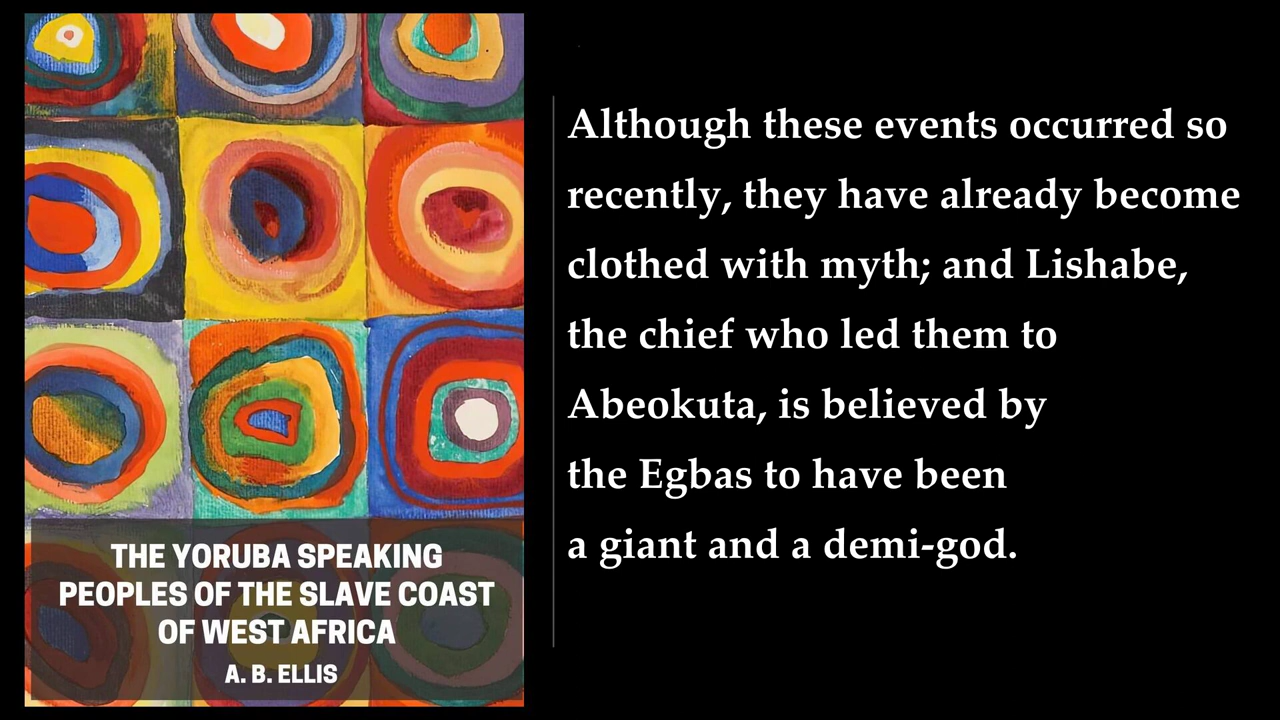 THE YORUBA SPEAKING
PEOPLES OF THE SLAVE COAST
OF WEST AFRICA
A. B. ELLIS
Although these events occurred so
recently, they have already become
clothed with myth; and Lishabe,
the chief who led them to
Abeokuta, is believed by
the Egbas to have been
a giant and a demi-god.